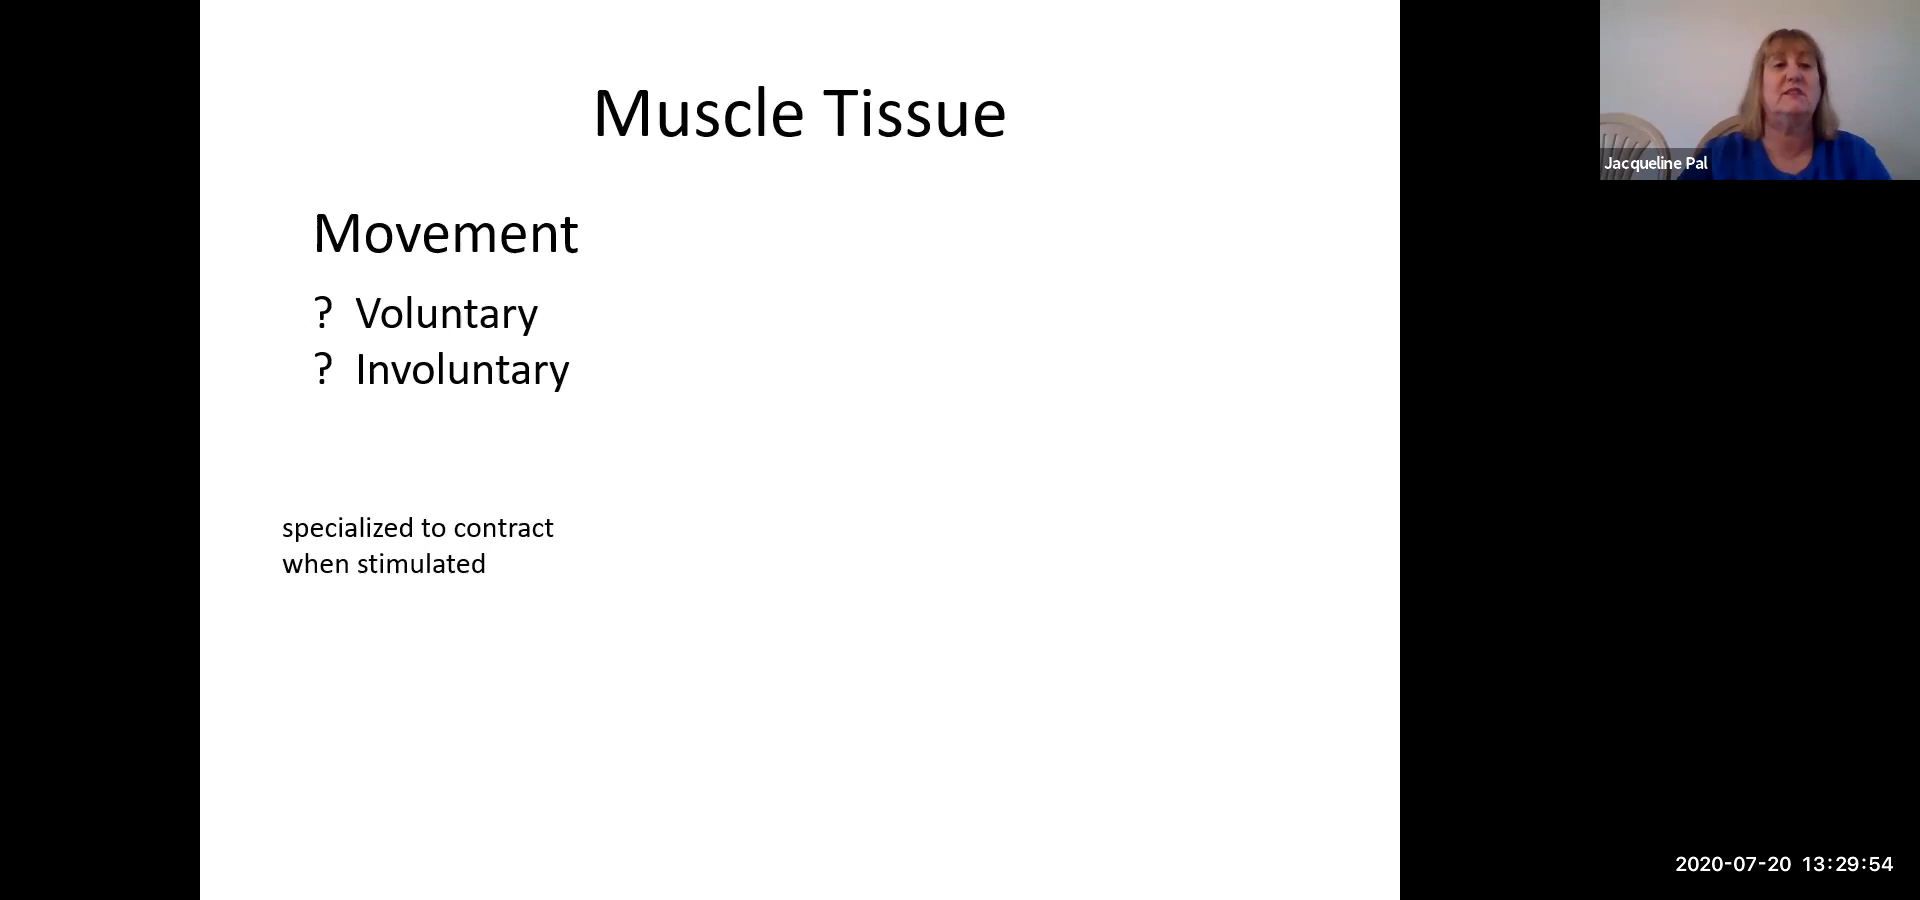 Muscle Tissue
Movement
? Voluntary
? Involuntary
specialized to contract
when stimulated
Jacqueline Pal
2020-07-20 13:29:54